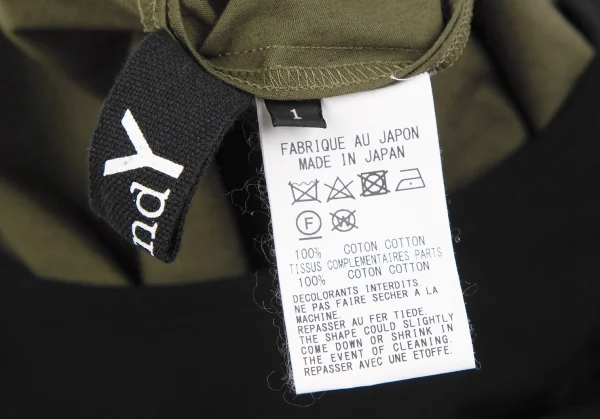 andY
1
FABRIQUE AU JAPON
MADE IN JAPAN
F
W
100% COTON COTTON
TISSUS COMPLEMENTAIRES PARTS
100% COTON COTTON
DECOLORANTS INTERDITS.
NE PAS FAIRE SECHER A LA
MACHINE.
REPASSER AU FER TIEDE.
THE SHAPE COULD SLIGHTLY
COME DOWN OR SHRINK IN
THE EVENT OF CLEANING.
REPASSER AVEC UNE ETOFFE.